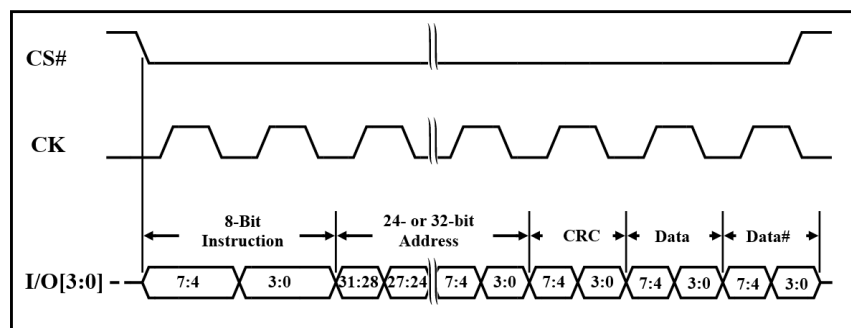 CS#
CK
8-Bit 24- or 32-bit
Instruction Address CRC Data Data#
I/O[3:0] 7:4 3:0 31:28 27:24 7:4 3:0 7:4 3:0 7:4 3:0 7:4 3:0